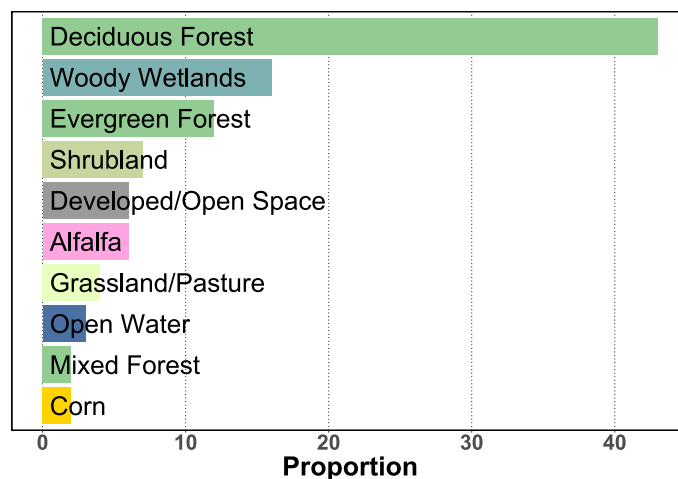 Deciduous Forest
Woody Wetlands
Evergreen Forest
Shrubland
Developed/Open Space
Alfalfa
Grassland/Pasture
Open Water
Mixed Forest
Corn
0 10 20 30 40
Proportion